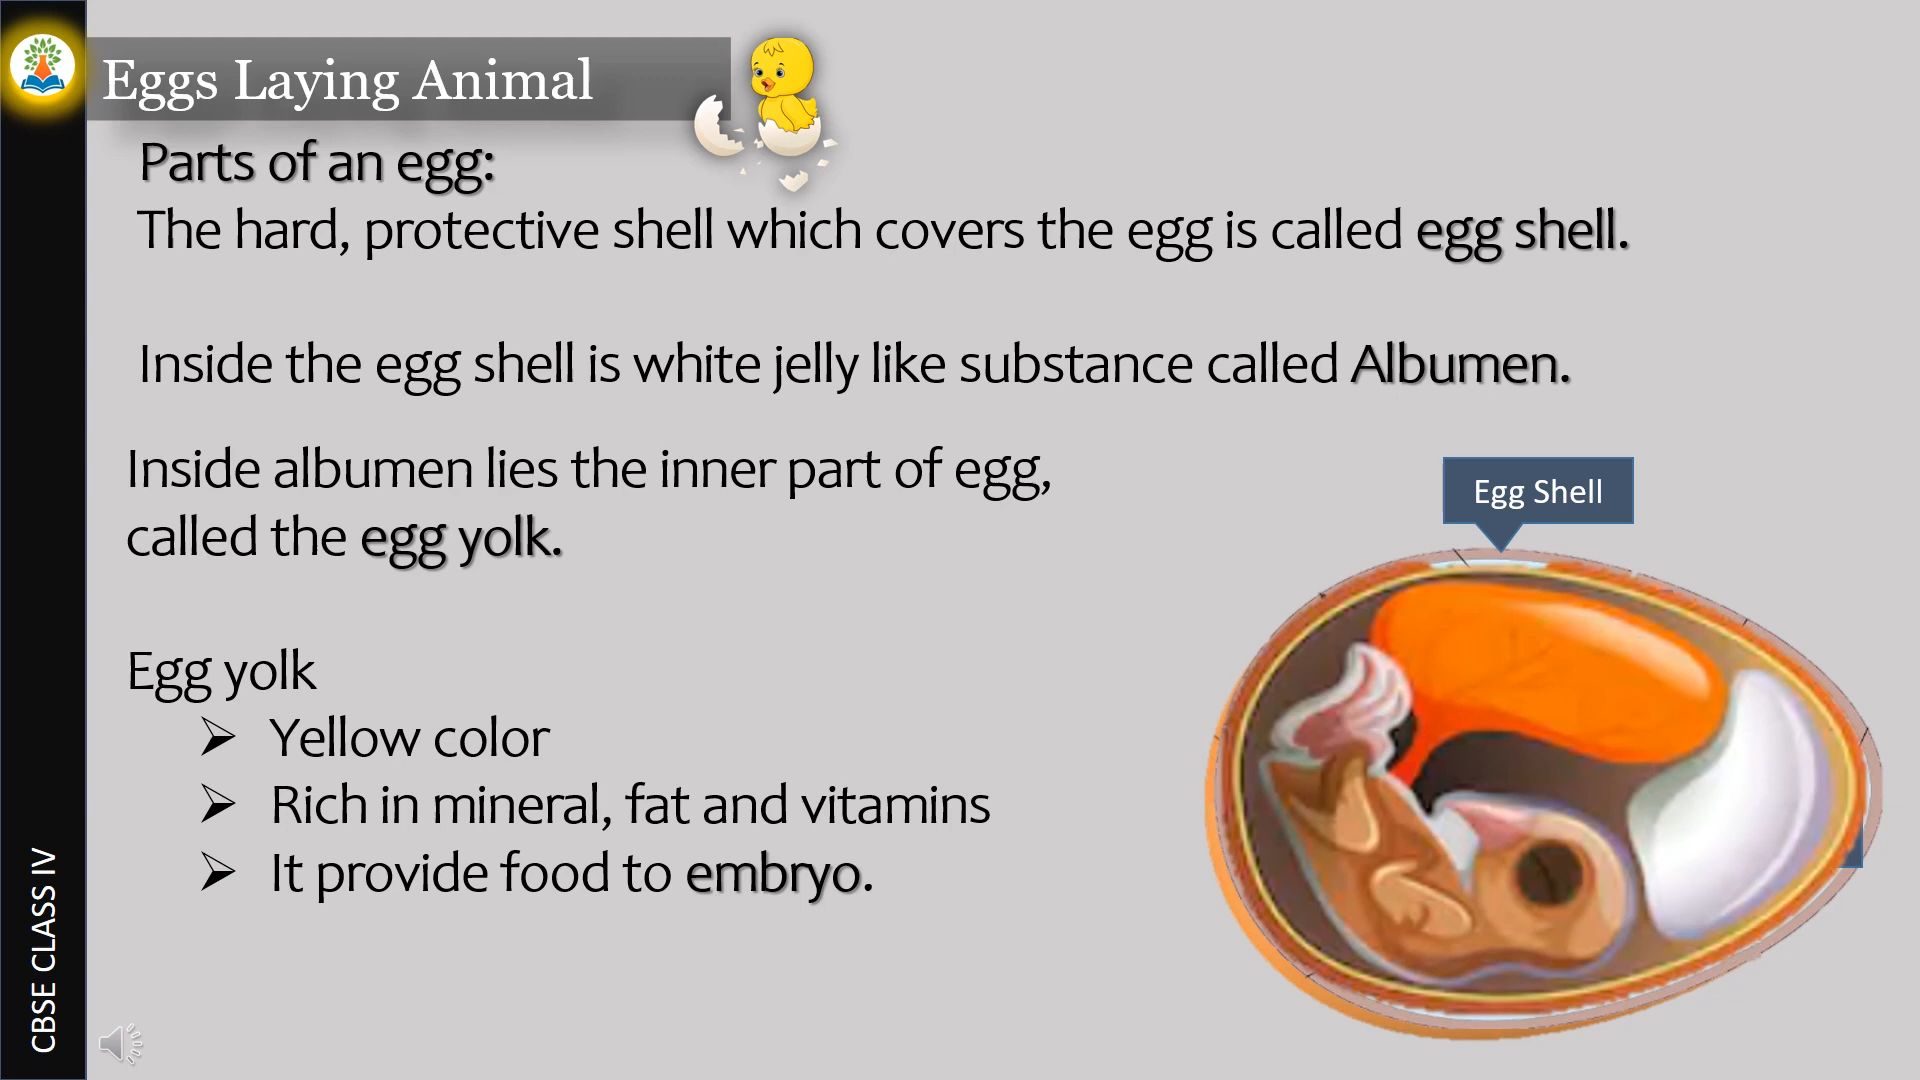 Eggs Laying Animal
Parts of an egg:
The hard, protective shell which covers the egg is called egg shell.
Inside the egg shell is white jelly like substance called Albumen.
Inside albumen lies the inner part of egg,
called the egg yolk.
Egg Shell
Egg yolk
➢ Yellow color
➢ Rich in mineral, fat and vitamins
➢ It provide food to embryo.
CBSE CLASS IV